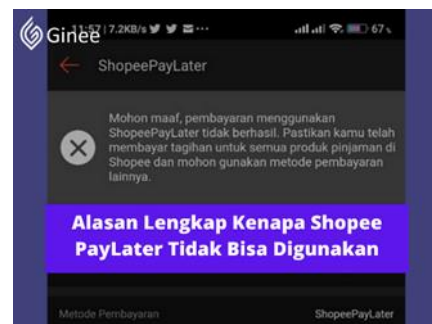 Ginee
11:57 | 7.2KB/s
67%
ShopeePayLater
Mohon maaf, pembayaran menggunakan
ShopeePayLater tidak berhasil. Pastikan kamu telah
membayar tagihan untuk semua produk pinjaman di
Shopee dan mohon gunakan metode pembayaran
lainnya.
Alasan Lengkap Kenapa Shopee
PayLater Tidak Bisa Digunakan
Metode Pembayaran
ShopeePayLater